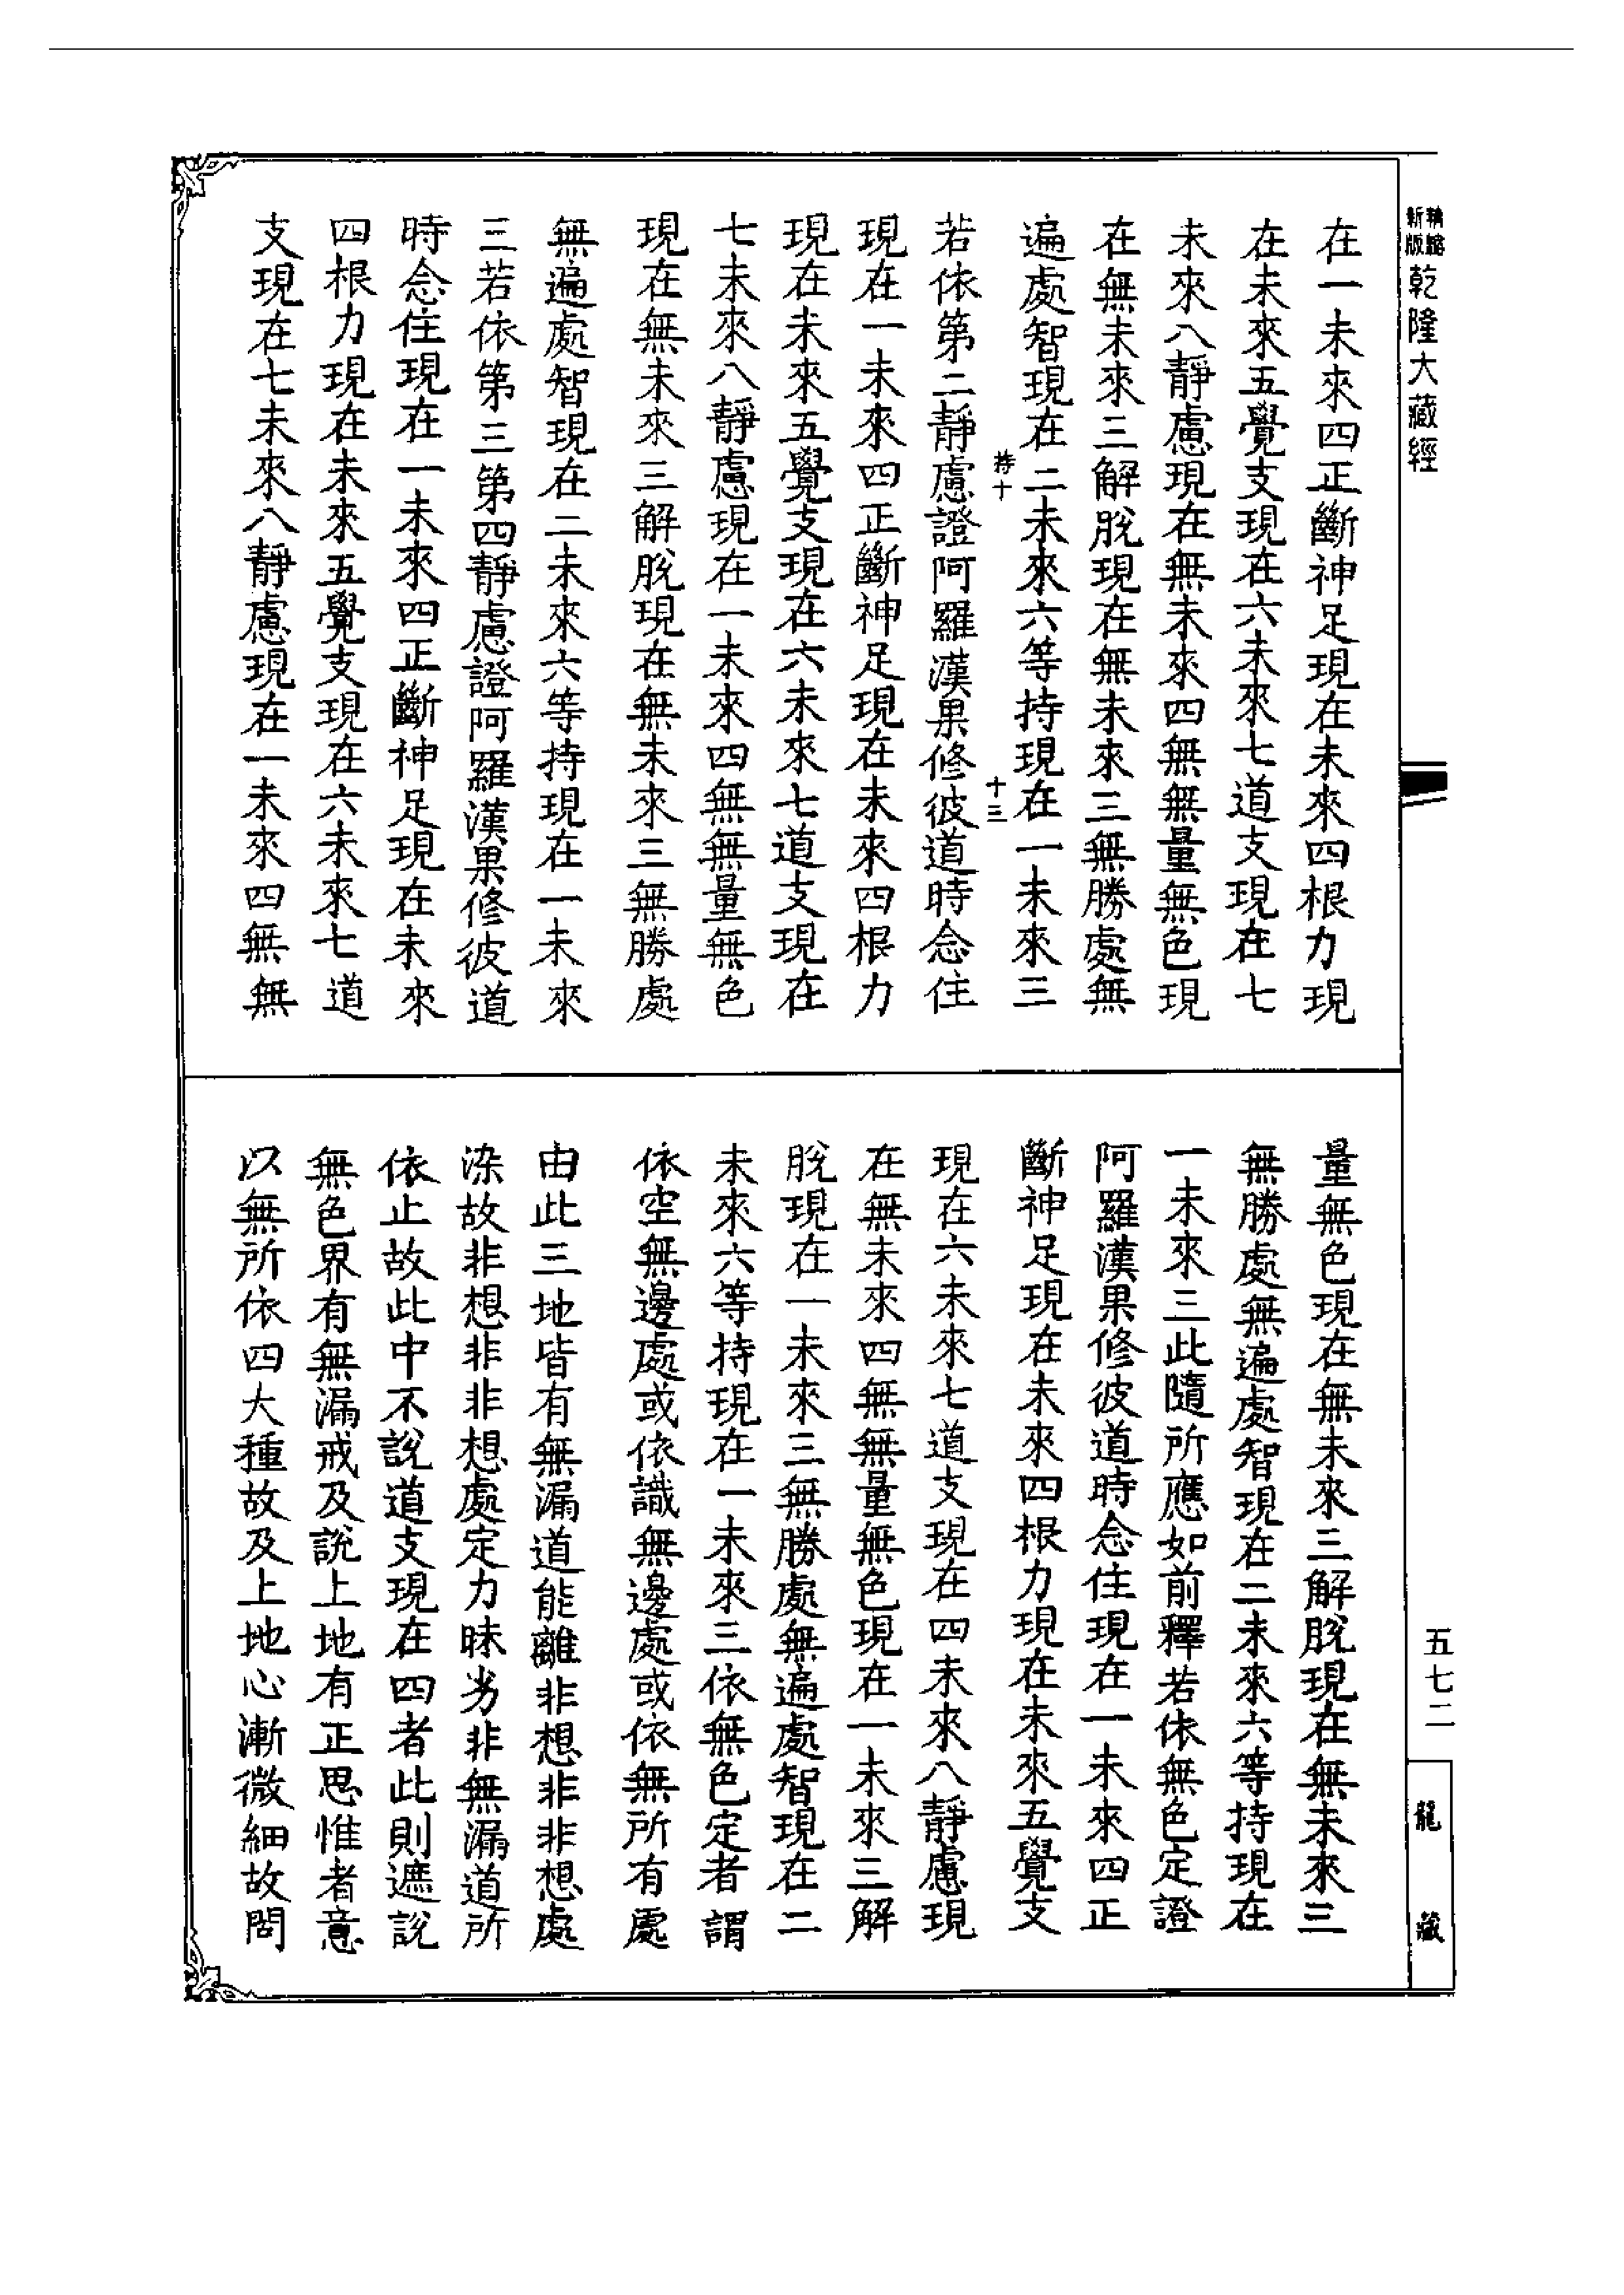 新版
乾隆大藏經
在一未來四正斷神足現在未來四根力現
在未來五覺支現在六未來七道支現在七
未來八靜慮現在無未來四無無量無色現
在無未來三解脫現在無未來三無勝處無
遍處智現在二未來六等持現在一未來三
十三
若依第二靜慮證阿羅漢果修彼道時念住
現在一未來四正斷神足現在未來四根力
現在未來五覺支現在六未來七道支現在
七未來八靜慮現在一未來四無無量無色
現在無未來三解脫現在無未來三無勝處
無遍處智現在二未來六等持現在一未來
三若依第三第四靜慮證阿羅漢果修彼道
時念住現在一未來四正斷神足現在未來
四根力現在未來五覺支現在六未來七道
支現在七未來八靜慮現在一未來四無無
量無色現在無未來三解脫現在無未來三
無勝處無遍處智現在二未來六等持現在
一未來三此隨所應如前釋若依無色定證
阿羅漢果修彼道時念住現在一未來四正
斷神足現在未來四根力現在未來五覺支
現在六未來七道支現在四未來八靜慮現
在無未來四無無量無色現在一未來三解
脫現在一未來三無勝處無遍處智現在二
未來六等持現在一未來三依無色定者謂
依空無邊處或依識無邊處或依無所有處
由此三地皆有無漏道能離非想非非想處
染故非想非非想處定力昧劣非無漏道所
依止故此中不說道支現在四者此則遮說
無色界有無漏戒及說上地有正思惟者意
以無所依四大種故及上地心漸微細故問
五七二
龍藏